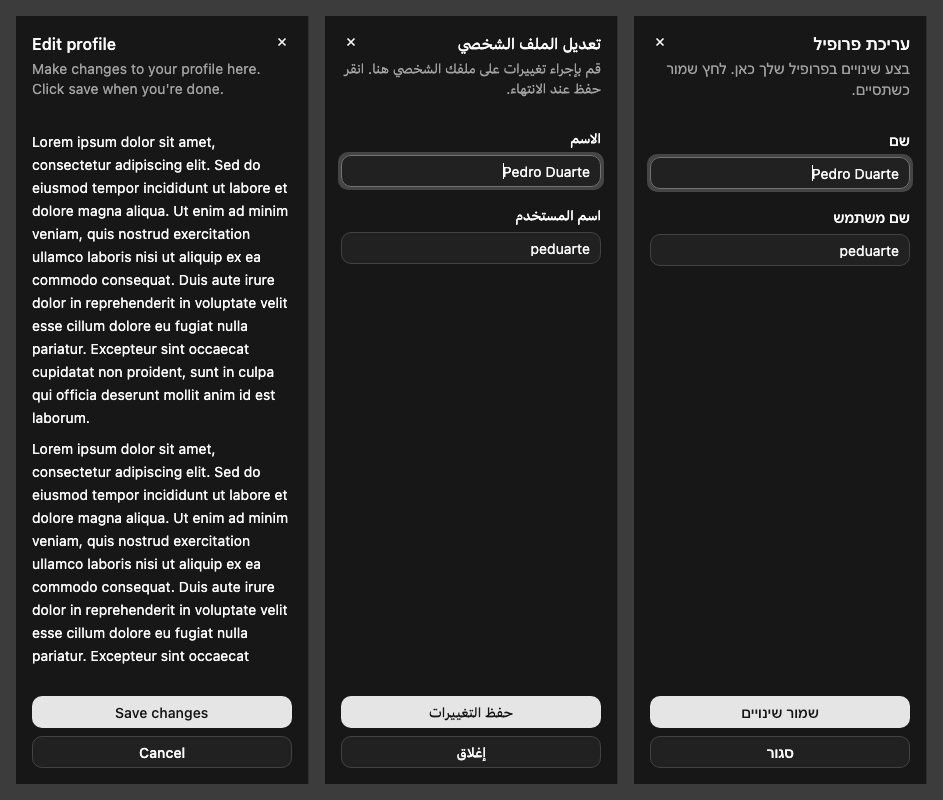 Edit profile
Make changes to your profile here.
Click save when you're done.
Lorem ipsum dolor sit amet,
consectetur adipiscing elit. Sed do
eiusmod tempor incididunt ut labore et
dolore magna aliqua. Ut enim ad minim
veniam, quis nostrud exercitation
ullamco laboris nisi ut aliquip ex ea
commodo consequat. Duis aute irure
dolor in reprehenderit in voluptate velit
esse cillum dolore eu fugiat nulla
pariatur. Excepteur sint occaecat
cupidatat non proident, sunt in culpa
qui officia deserunt mollit anim id est
laborum.
Lorem ipsum dolor sit amet,
consectetur adipiscing elit. Sed do
eiusmod tempor incididunt ut labore et
dolore magna aliqua. Ut enim ad minim
veniam, quis nostrud exercitation
ullamco laboris nisi ut aliquip ex ea
commodo consequat. Duis aute irure
dolor in reprehenderit in voluptate velit
esse cillum dolore eu fugiat nulla
pariatur. Excepteur sint occaecat
Save changes
Cancel
تعديل الملف الشخصي
قم بإجراء تغييرات على ملفك الشخصي هنا. انقر
حفظ عند الانتهاء.
الاسم
Pedro Duarte
اسم المستخدم
peduarte
حفظ التغييرات
إغلاق
עריכת פרופיל
בצע שינויים בפרופיל שלך כאן. לחץ שמור
כשתסיים.
שם
Pedro Duarte
שם משתמש
peduarte
שמור שינויים
סגור